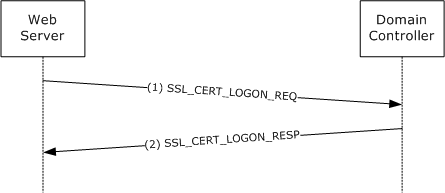 Web
Server
Domain
Controller
(1) SSL_CERT_LOGON_REQ
(2) SSL_CERT_LOGON_RESP